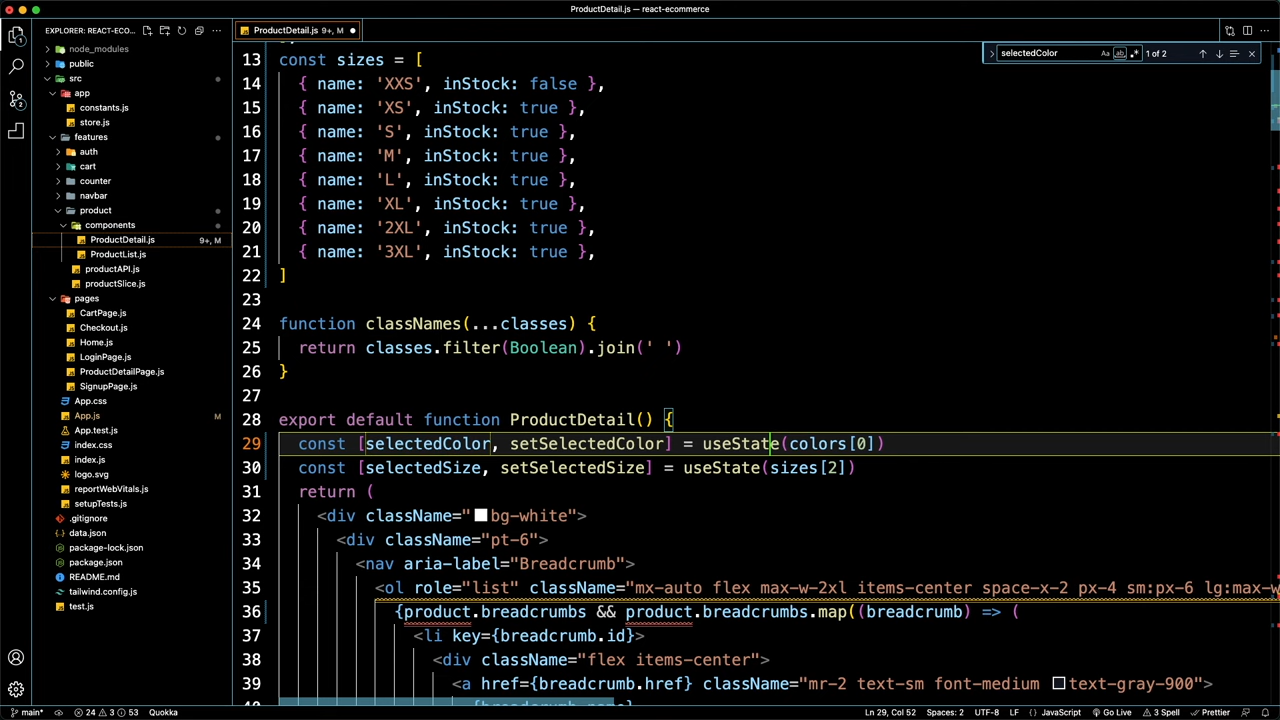 ProductDetail.js — react-ecommerce
EXPLORER: REACT-ECO...
node_modules
public
src
app
constants.js
store.js
features
auth
cart
counter
navbar
product
components
ProductDetail.js 9+, M
ProductList.js
productAPI.js
productSlice.js
pages
CartPage.js
Checkout.js
Home.js
LoginPage.js
ProductDetailPage.js
SignupPage.js
App.css
App.js M
App.test.js
index.css
index.js
logo.svg
reportWebVitals.js
setupTests.js
.gitignore
data.json
package-lock.json
package.json
README.md
tailwind.config.js
test.js
ProductDetail.js 9+, M
selectedColor Aa ab .* 1 of 2
13 const sizes = [
14 { name: 'XXS', inStock: false },
15 { name: 'XS', inStock: true },
16 { name: 'S', inStock: true },
17 { name: 'M', inStock: true },
18 { name: 'L', inStock: true },
19 { name: 'XL', inStock: true },
20 { name: '2XL', inStock: true },
21 { name: '3XL', inStock: true },
22 ]
23
24 function classNames(...classes) {
25 return classes.filter(Boolean).join(' ')
26 }
27
28 export default function ProductDetail() {
29 const [selectedColor, setSelectedColor] = useState(colors[0])
30 const [selectedSize, setSelectedSize] = useState(sizes[2])
31 return (
32 <div className="bg-white">
33 <div className="pt-6">
34 <nav aria-label="Breadcrumb">
35 <ol role="list" className="mx-auto flex max-w-2xl items-center space-x-2 px-4 sm:px-6 lg:max-w
36 {product.breadcrumbs && product.breadcrumbs.map((breadcrumb) => (
37 <li key={breadcrumb.id}>
38 <div className="flex items-center">
39 <a href={breadcrumb.href} className="mr-2 text-sm font-medium text-gray-900">
main* 24 3 53 Quokka Ln 29, Col 52 Spaces: 2 UTF-8 LF {} JavaScript Go Live 3 Spell Prettier